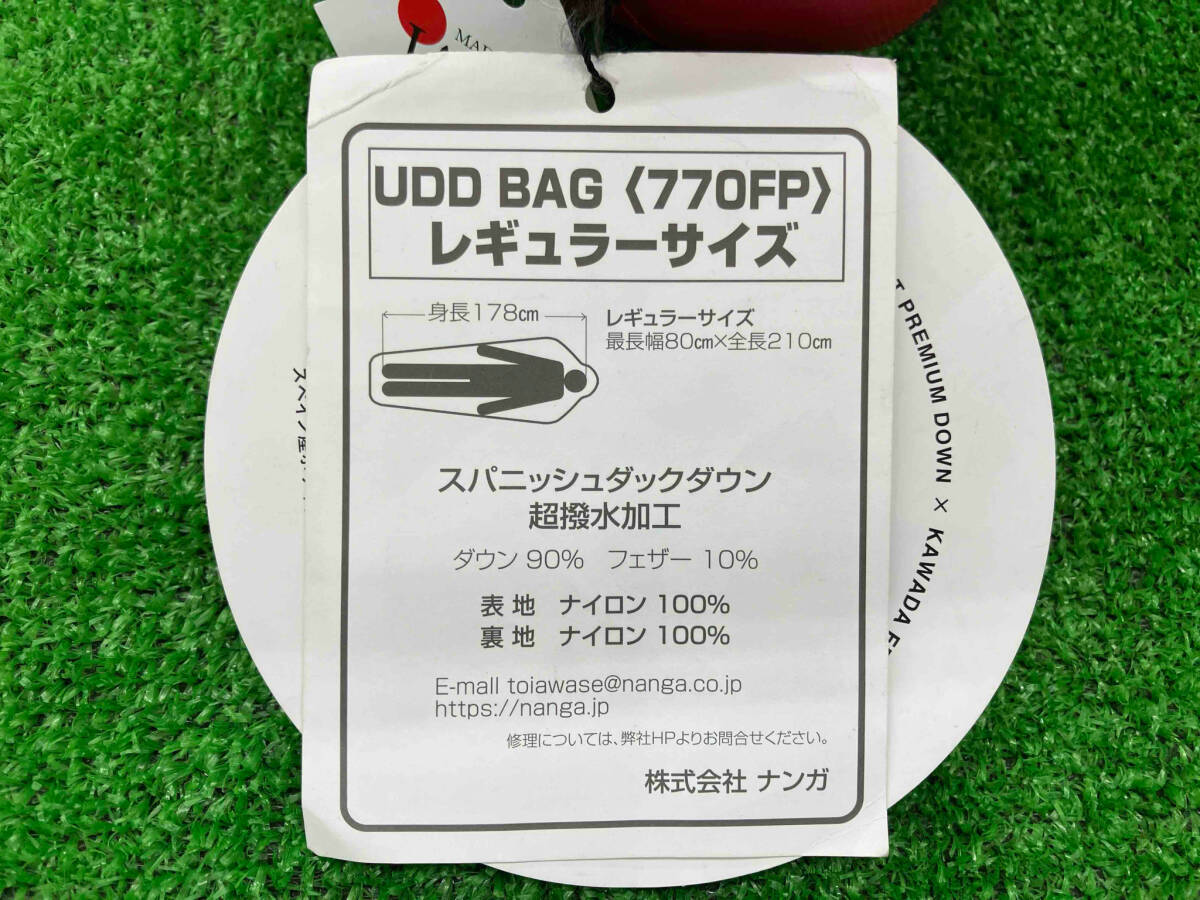 UDD BAG〈770FP〉
レギュラーサイズ
身長178㎝
レギュラーサイズ
最長幅80㎝×全長210㎝
スパニッシュダックダウン
超撥水加工
ダウン 90% フェザー 10%
表地 ナイロン 100%
裏地 ナイロン 100%
E-mall toiawase@nanga.co.jp
https://nanga.jp
修理については、弊社HPよりお問合せください。
株式会社 ナンガ
PREMIUM DOWN × KAWADA